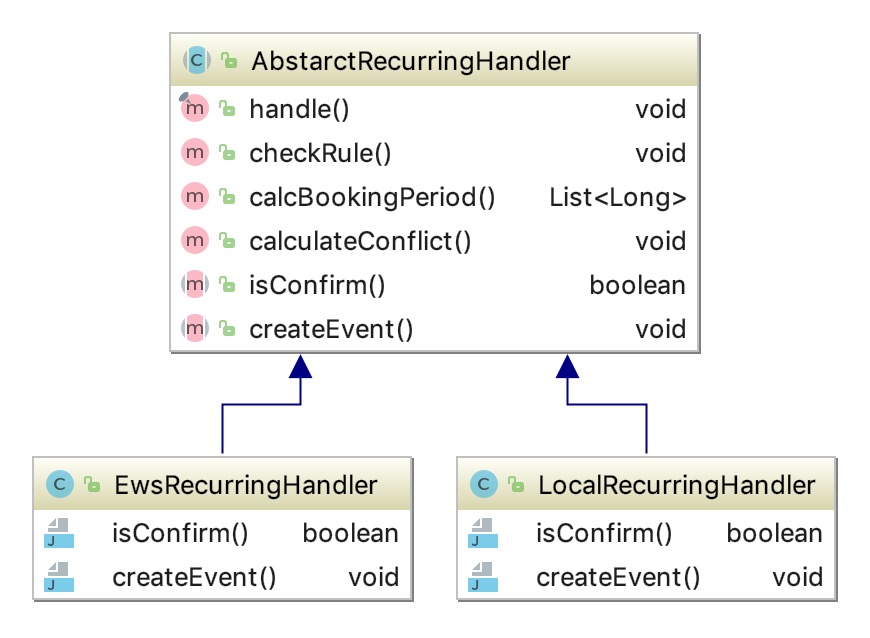 C AbstarctRecurringHandler
m handle() void
m checkRule() void
m calcBookingPeriod() List<Long>
m calculateConflict() void
m isConfirm() boolean
m createEvent() void
C EwsRecurringHandler
J isConfirm() boolean
J createEvent() void
C LocalRecurringHandler
J isConfirm() boolean
J createEvent() void